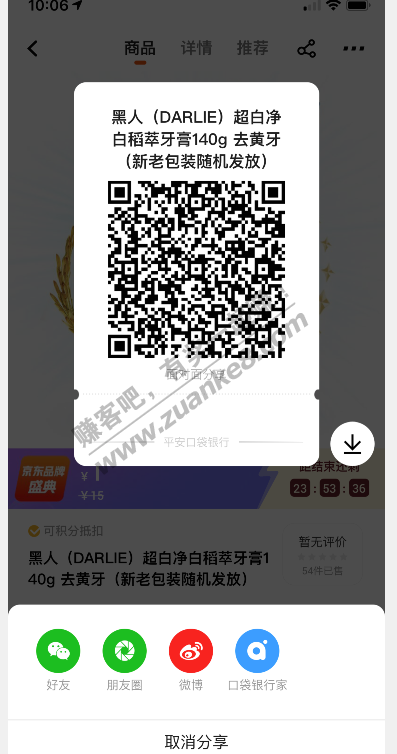 10:06
商品 详情 推荐
黑人（DARLIE）超白净
白稻萃牙膏140g 去黄牙
（新老包装随机发放）
面对面分享
赚客吧，有奖一起赚！
www.zuanke8.com
平安口袋银行
京东品牌
盛典
¥ 1
¥15
距结束还剩
23 : 53 : 36
可积分抵扣
黑人（DARLIE）超白净白稻萃牙膏1
40g 去黄牙（新老包装随机发放）
暂无评价
54件已售
好友 朋友圈 微博 口袋银行家
取消分享